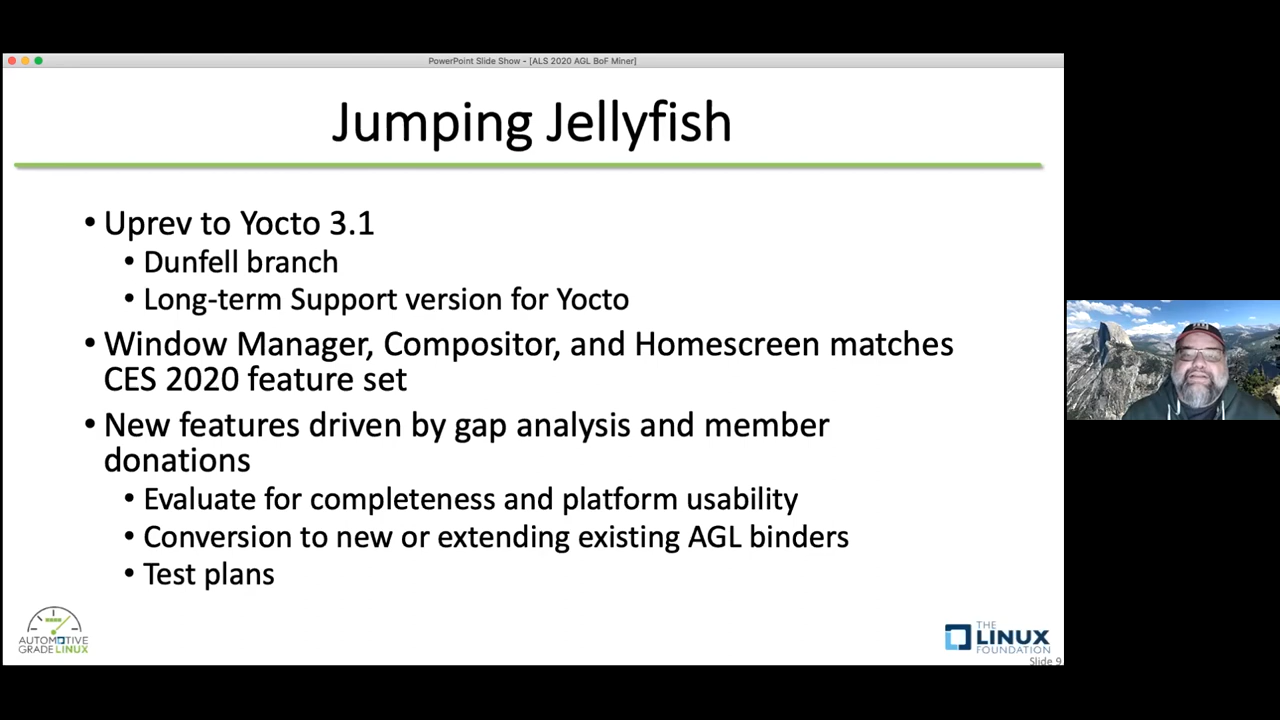 PowerPoint Slide Show - [ALS 2020 AGL BoF Miner]
Jumping Jellyfish
• Uprev to Yocto 3.1
• Dunfell branch
• Long-term Support version for Yocto
• Window Manager, Compositor, and Homescreen matches
CES 2020 feature set
• New features driven by gap analysis and member
donations
• Evaluate for completeness and platform usability
• Conversion to new or extending existing AGL binders
• Test plans
AUTOMOTIVE
GRADE LINUX
THE
LINUX
FOUNDATION
Slide 9